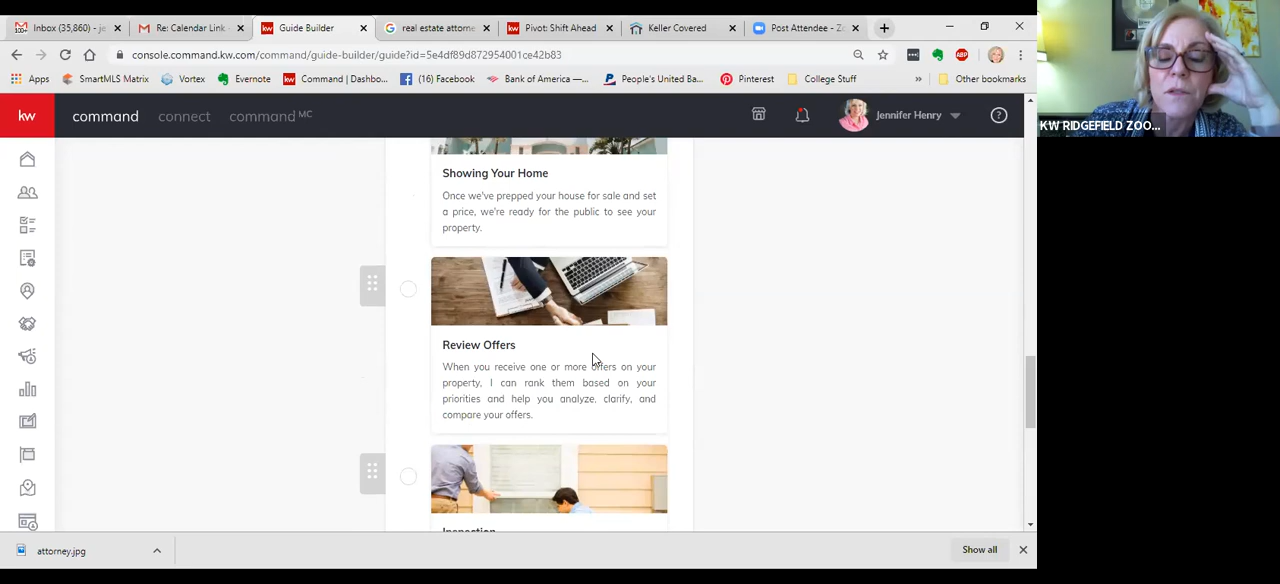 Inbox (35,860) - je
Re: Calendar Link -
Guide Builder
real estate attorne
Pivot: Shift Ahead
Keller Covered
Post Attendee - Zo
console.command.kw.com/command/guide-builder/guide?id=5e4df89d872954001ce42b83
ABP
Apps
SmartMLS Matrix
Vortex
Evernote
Command | Dashbo...
(16) Facebook
Bank of America —...
People's United Ba...
Pinterest
College Stuff
»
Other bookmarks
kw
command
connect
command MC
Jennifer Henry
KW RIDGEFIELD ZOO...
Showing Your Home
Once we've prepped your house for sale and set
a price, we're ready for the public to see your
property.
Review Offers
When you receive one or more offers on your
property, I can rank them based on your
priorities and help you analyze, clarify, and
compare your offers.
Inspection
attorney.jpg
Show all